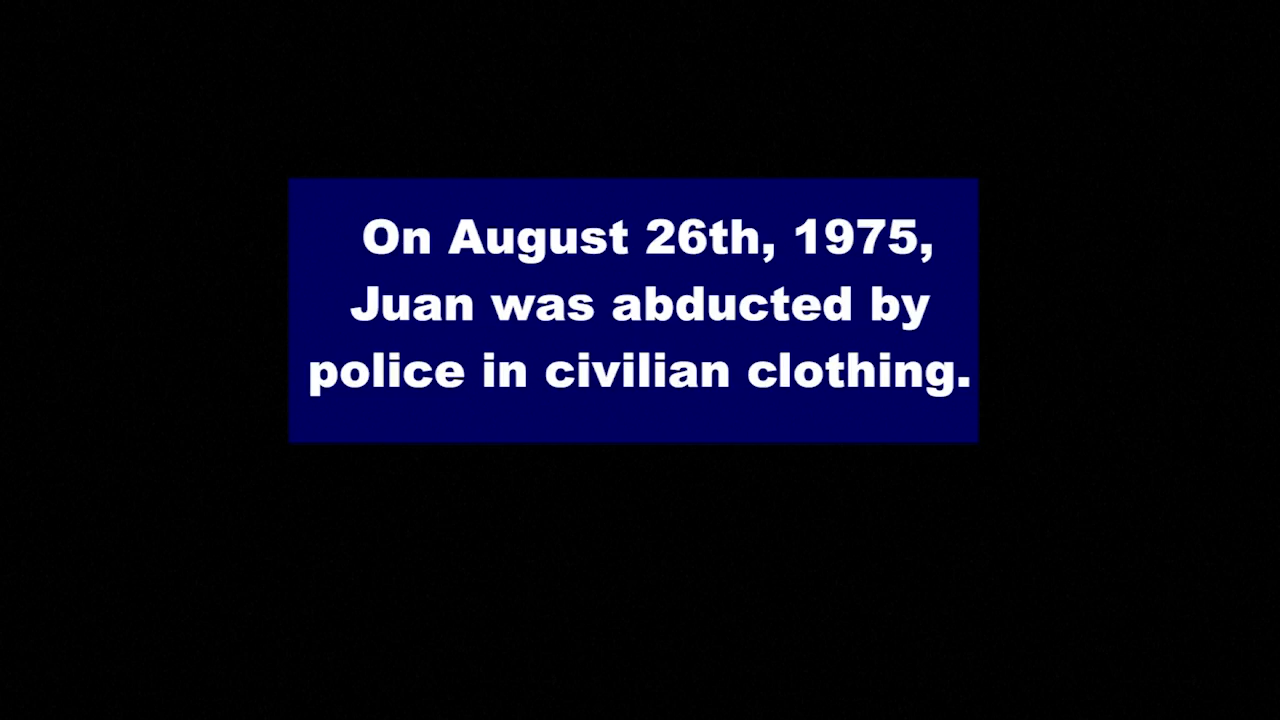 On August 26th, 1975,
Juan was abducted by
police in civilian clothing.